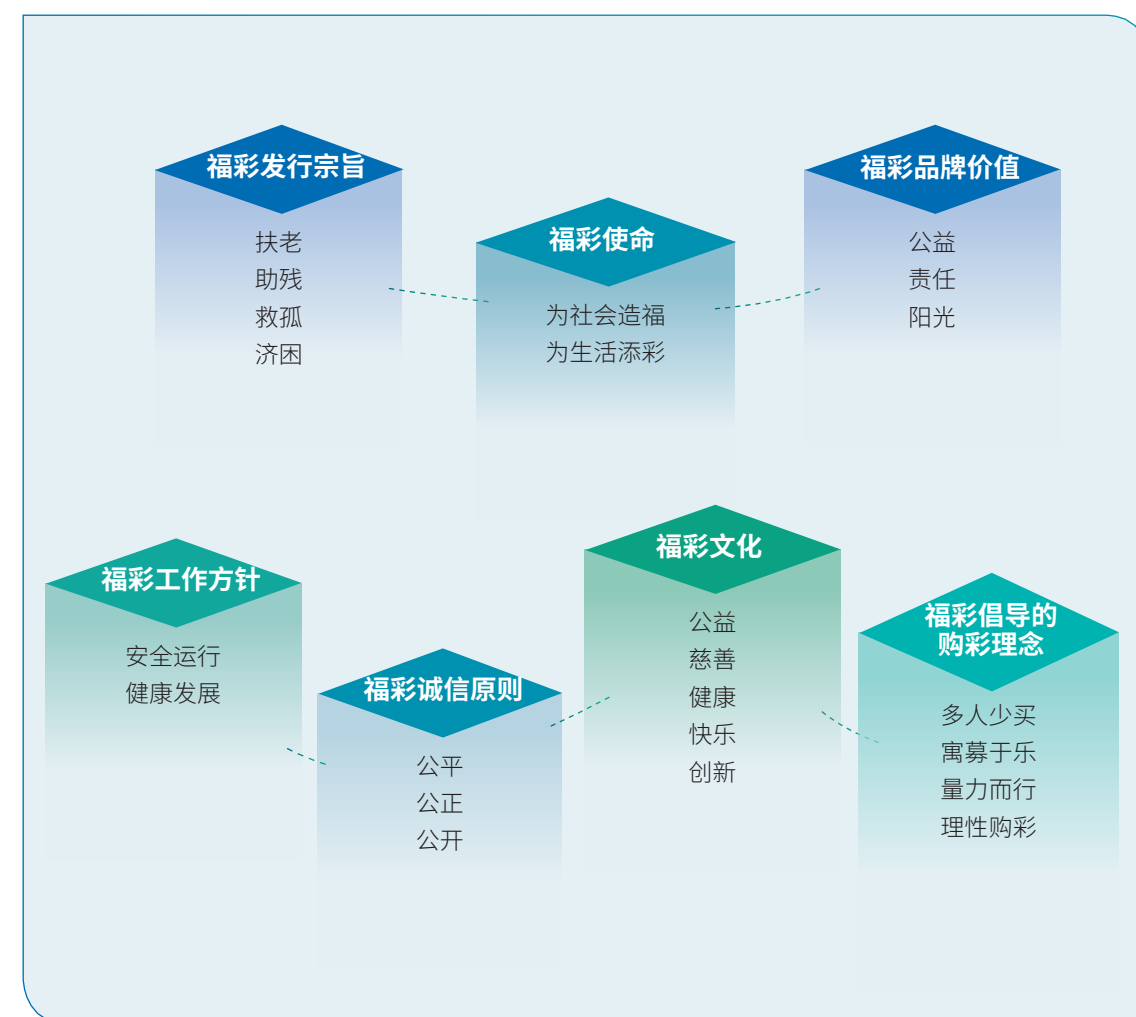 福彩发行宗旨
扶老
助残
救孤
济困
福彩使命
为社会造福
为生活添彩
福彩品牌价值
公益
责任
阳光
福彩工作方针
安全运行
健康发展
福彩诚信原则
公平
公正
公开
福彩文化
公益
慈善
健康
快乐
创新
福彩倡导的
购彩理念
多人少买
寓募于乐
量力而行
理性购彩